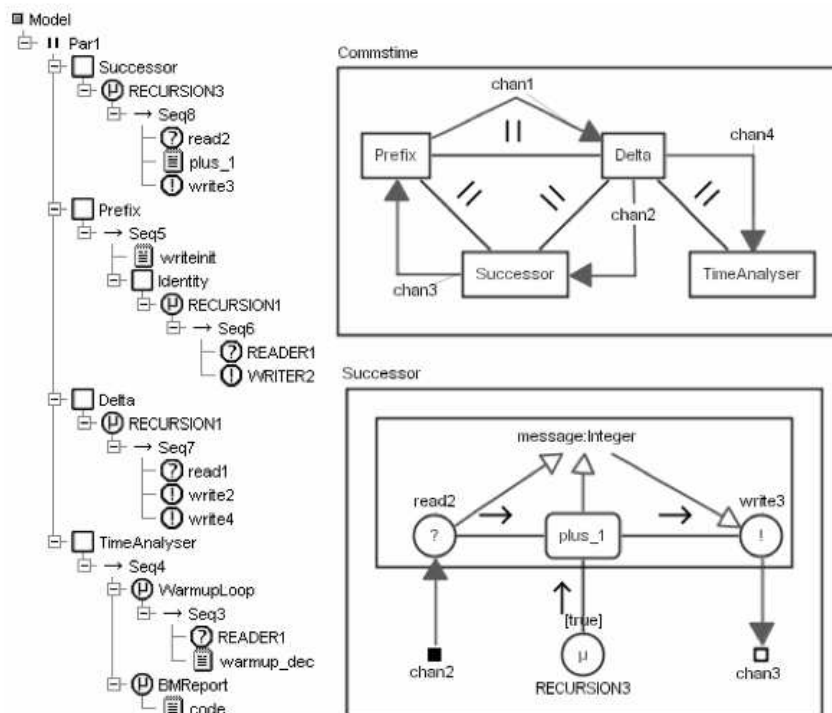 Model
Par1
Successor
RECURSION3
Seq8
read2
plus_1
write3
Prefix
Seq5
writeinit
Identity
RECURSION1
Seq6
READER1
WRITER2
Delta
RECURSION1
Seq7
read1
write2
write4
TimeAnalyser
Seq4
WarmupLoop
Seq3
READER1
warmup_dec
BMReport
code
Commstime
chan1
chan4
Prefix
Delta
chan2
Successor
TimeAnalyser
chan3
Successor
message:Integer
read2
write3
?
plus_1
!
[true]
µ
chan2
chan3
RECURSION3